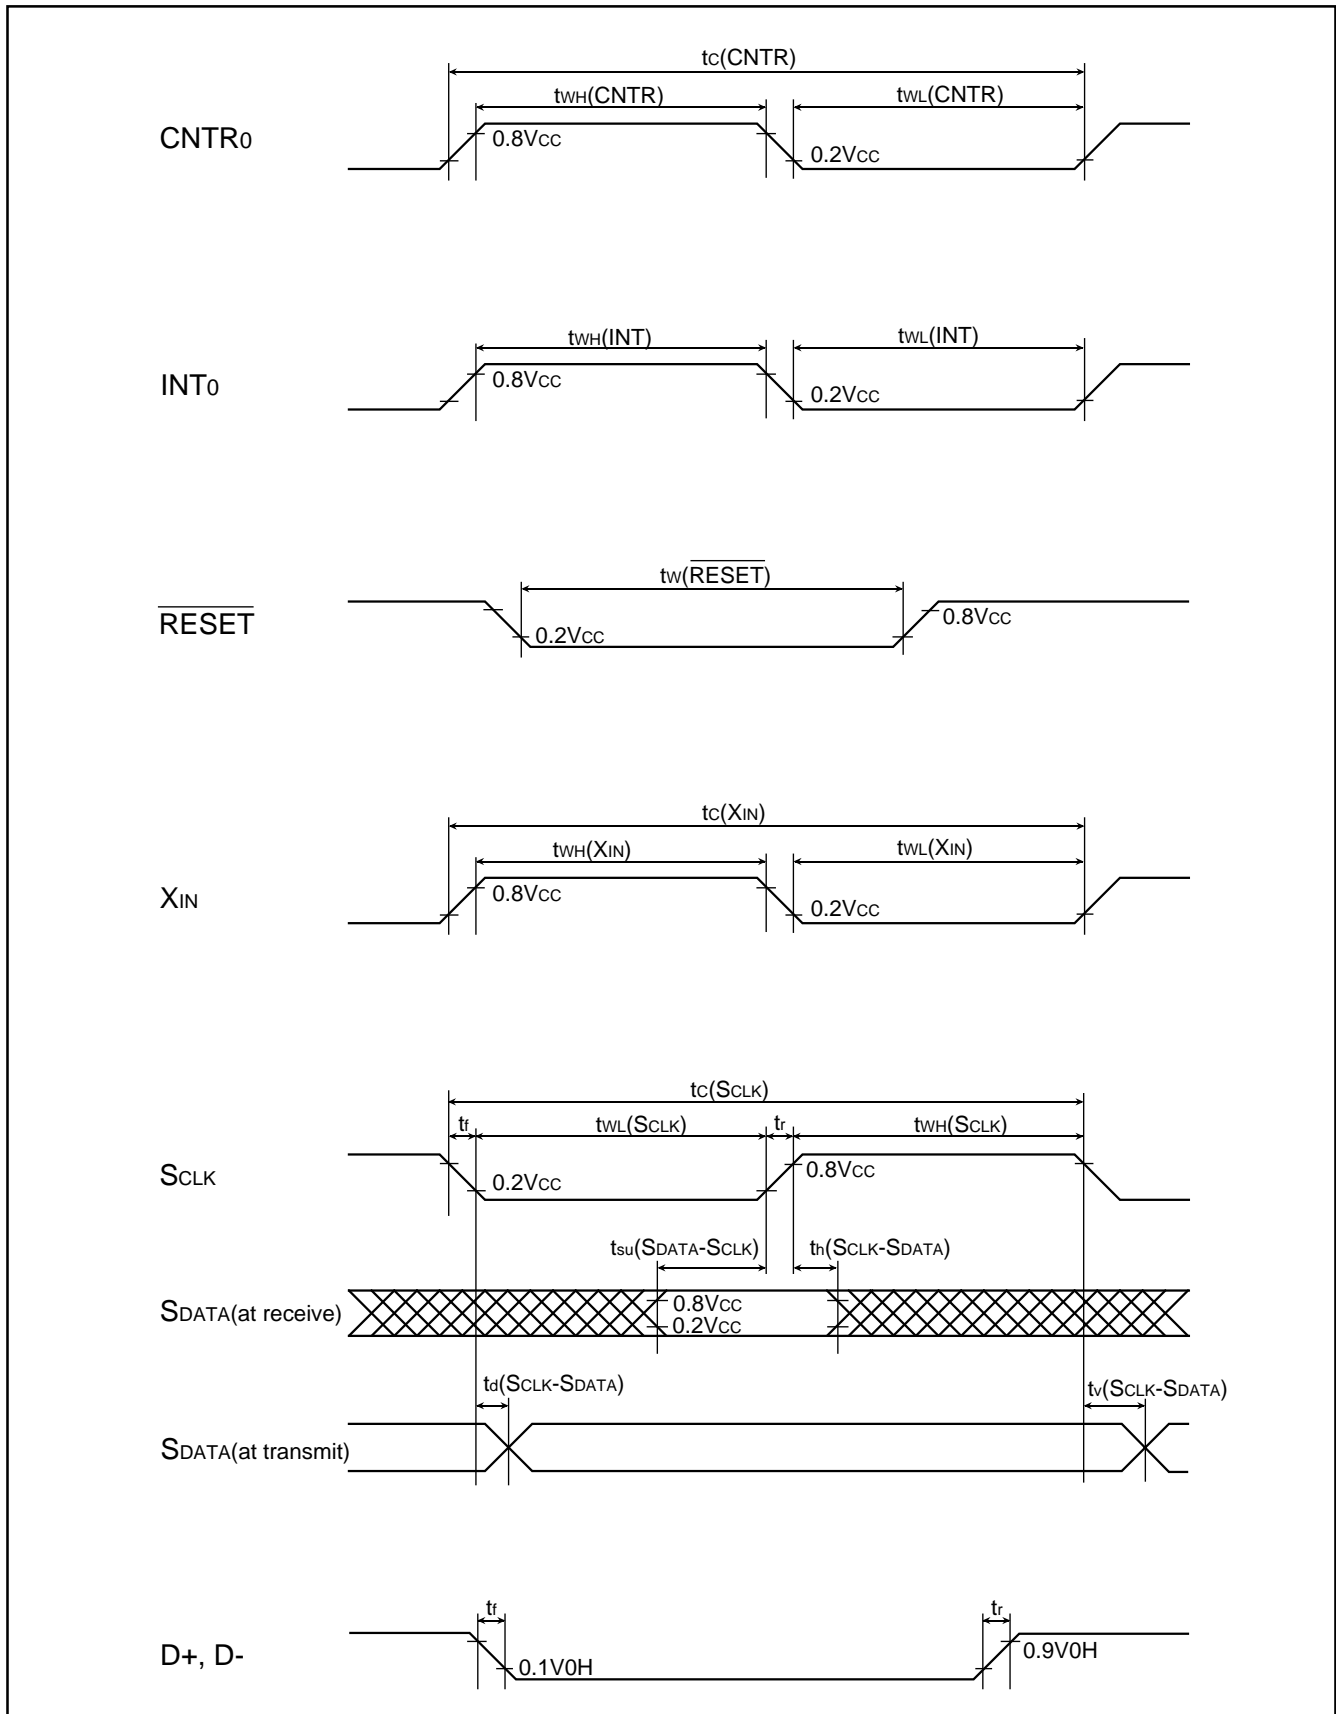 tC(CNTR)
tWH(CNTR)
tWL(CNTR)
CNTR0
0.8VCC
0.2VCC
tWH(INT)
tWL(INT)
INT0
0.8VCC
0.2VCC
tW(RESET)
RESET
0.2VCC
0.8VCC
tC(XIN)
tWH(XIN)
tWL(XIN)
XIN
0.8VCC
0.2VCC
tC(SCLK)
tf
tWL(SCLK)
tr
tWH(SCLK)
SCLK
0.2VCC
0.8VCC
tsu(SDATA-SCLK)
th(SCLK-SDATA)
SDATA(at receive)
0.8VCC
0.2VCC
td(SCLK-SDATA)
tv(SCLK-SDATA)
SDATA(at transmit)
tf
tr
D+, D-
0.1V0H
0.9V0H